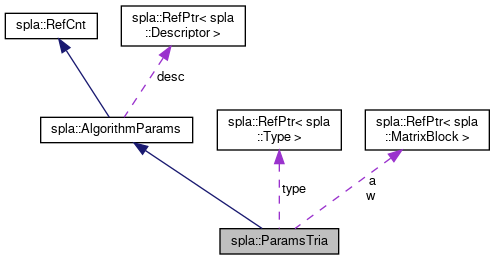 spla::RefCnt
spla::RefPtr< spla
::Descriptor >
desc
spla::AlgorithmParams
spla::RefPtr< spla
::Type >
spla::RefPtr< spla
::MatrixBlock >
type
a
w
spla::ParamsTria